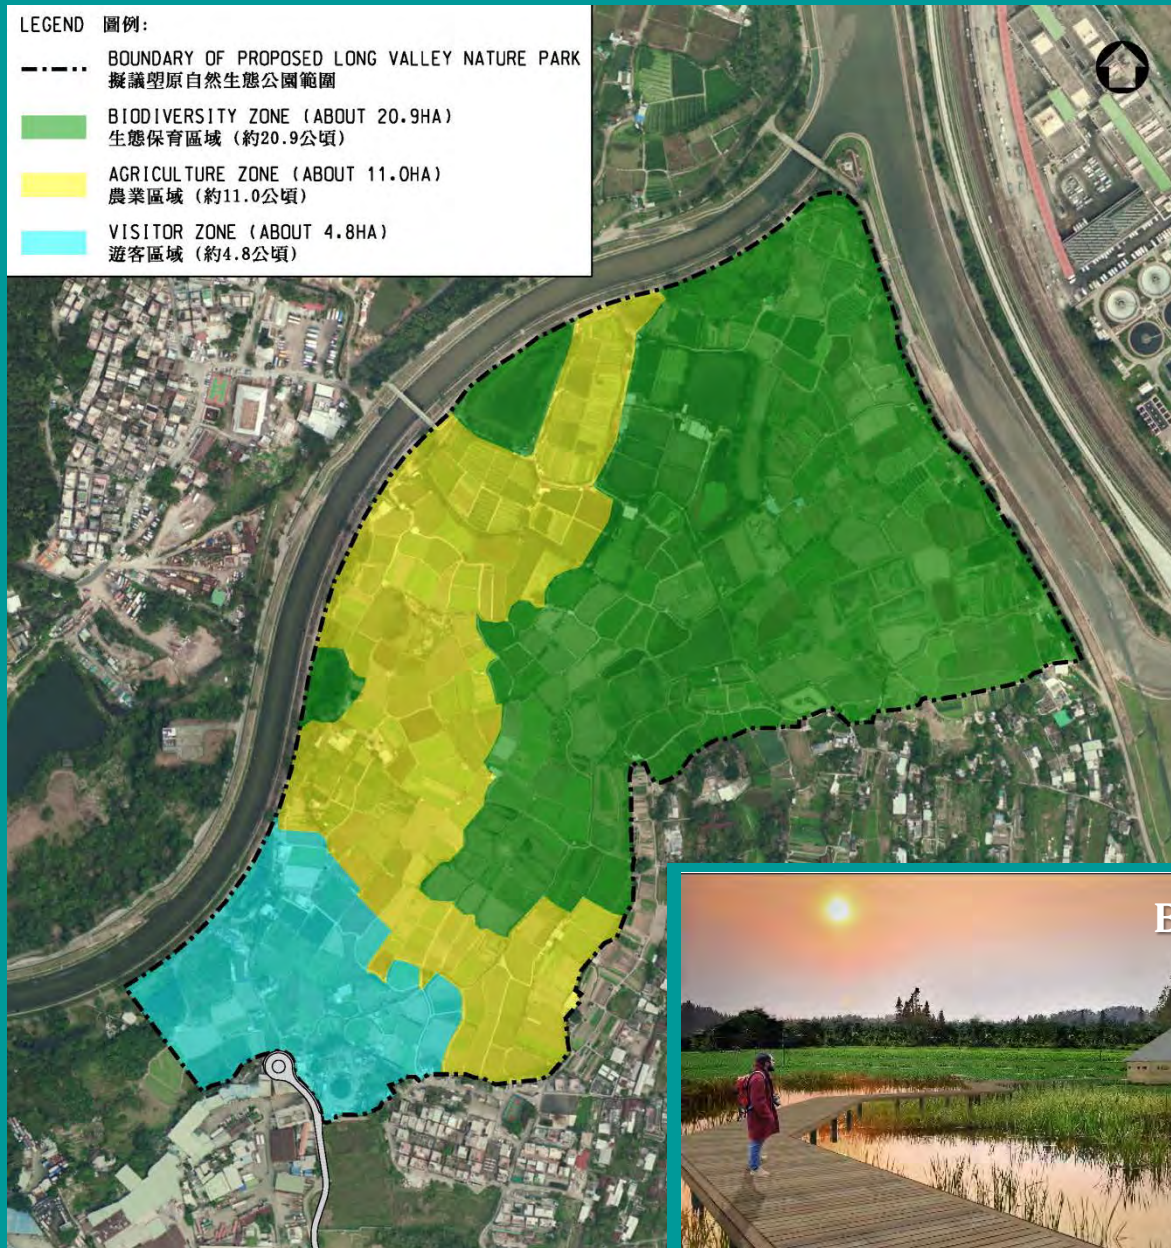 LEGEND 圖例:
BOUNDARY OF PROPOSED LONG VALLEY NATURE PARK
擬議塱原自然生態公園範圍
BIODIVERSITY ZONE (ABOUT 20.9HA)
生態保育區域 (約20.9公頃)
AGRICULTURE ZONE (ABOUT 11.0HA)
農業區域 (約11.0公頃)
VISITOR ZONE (ABOUT 4.8HA)
遊客區域 (約4.8公頃)